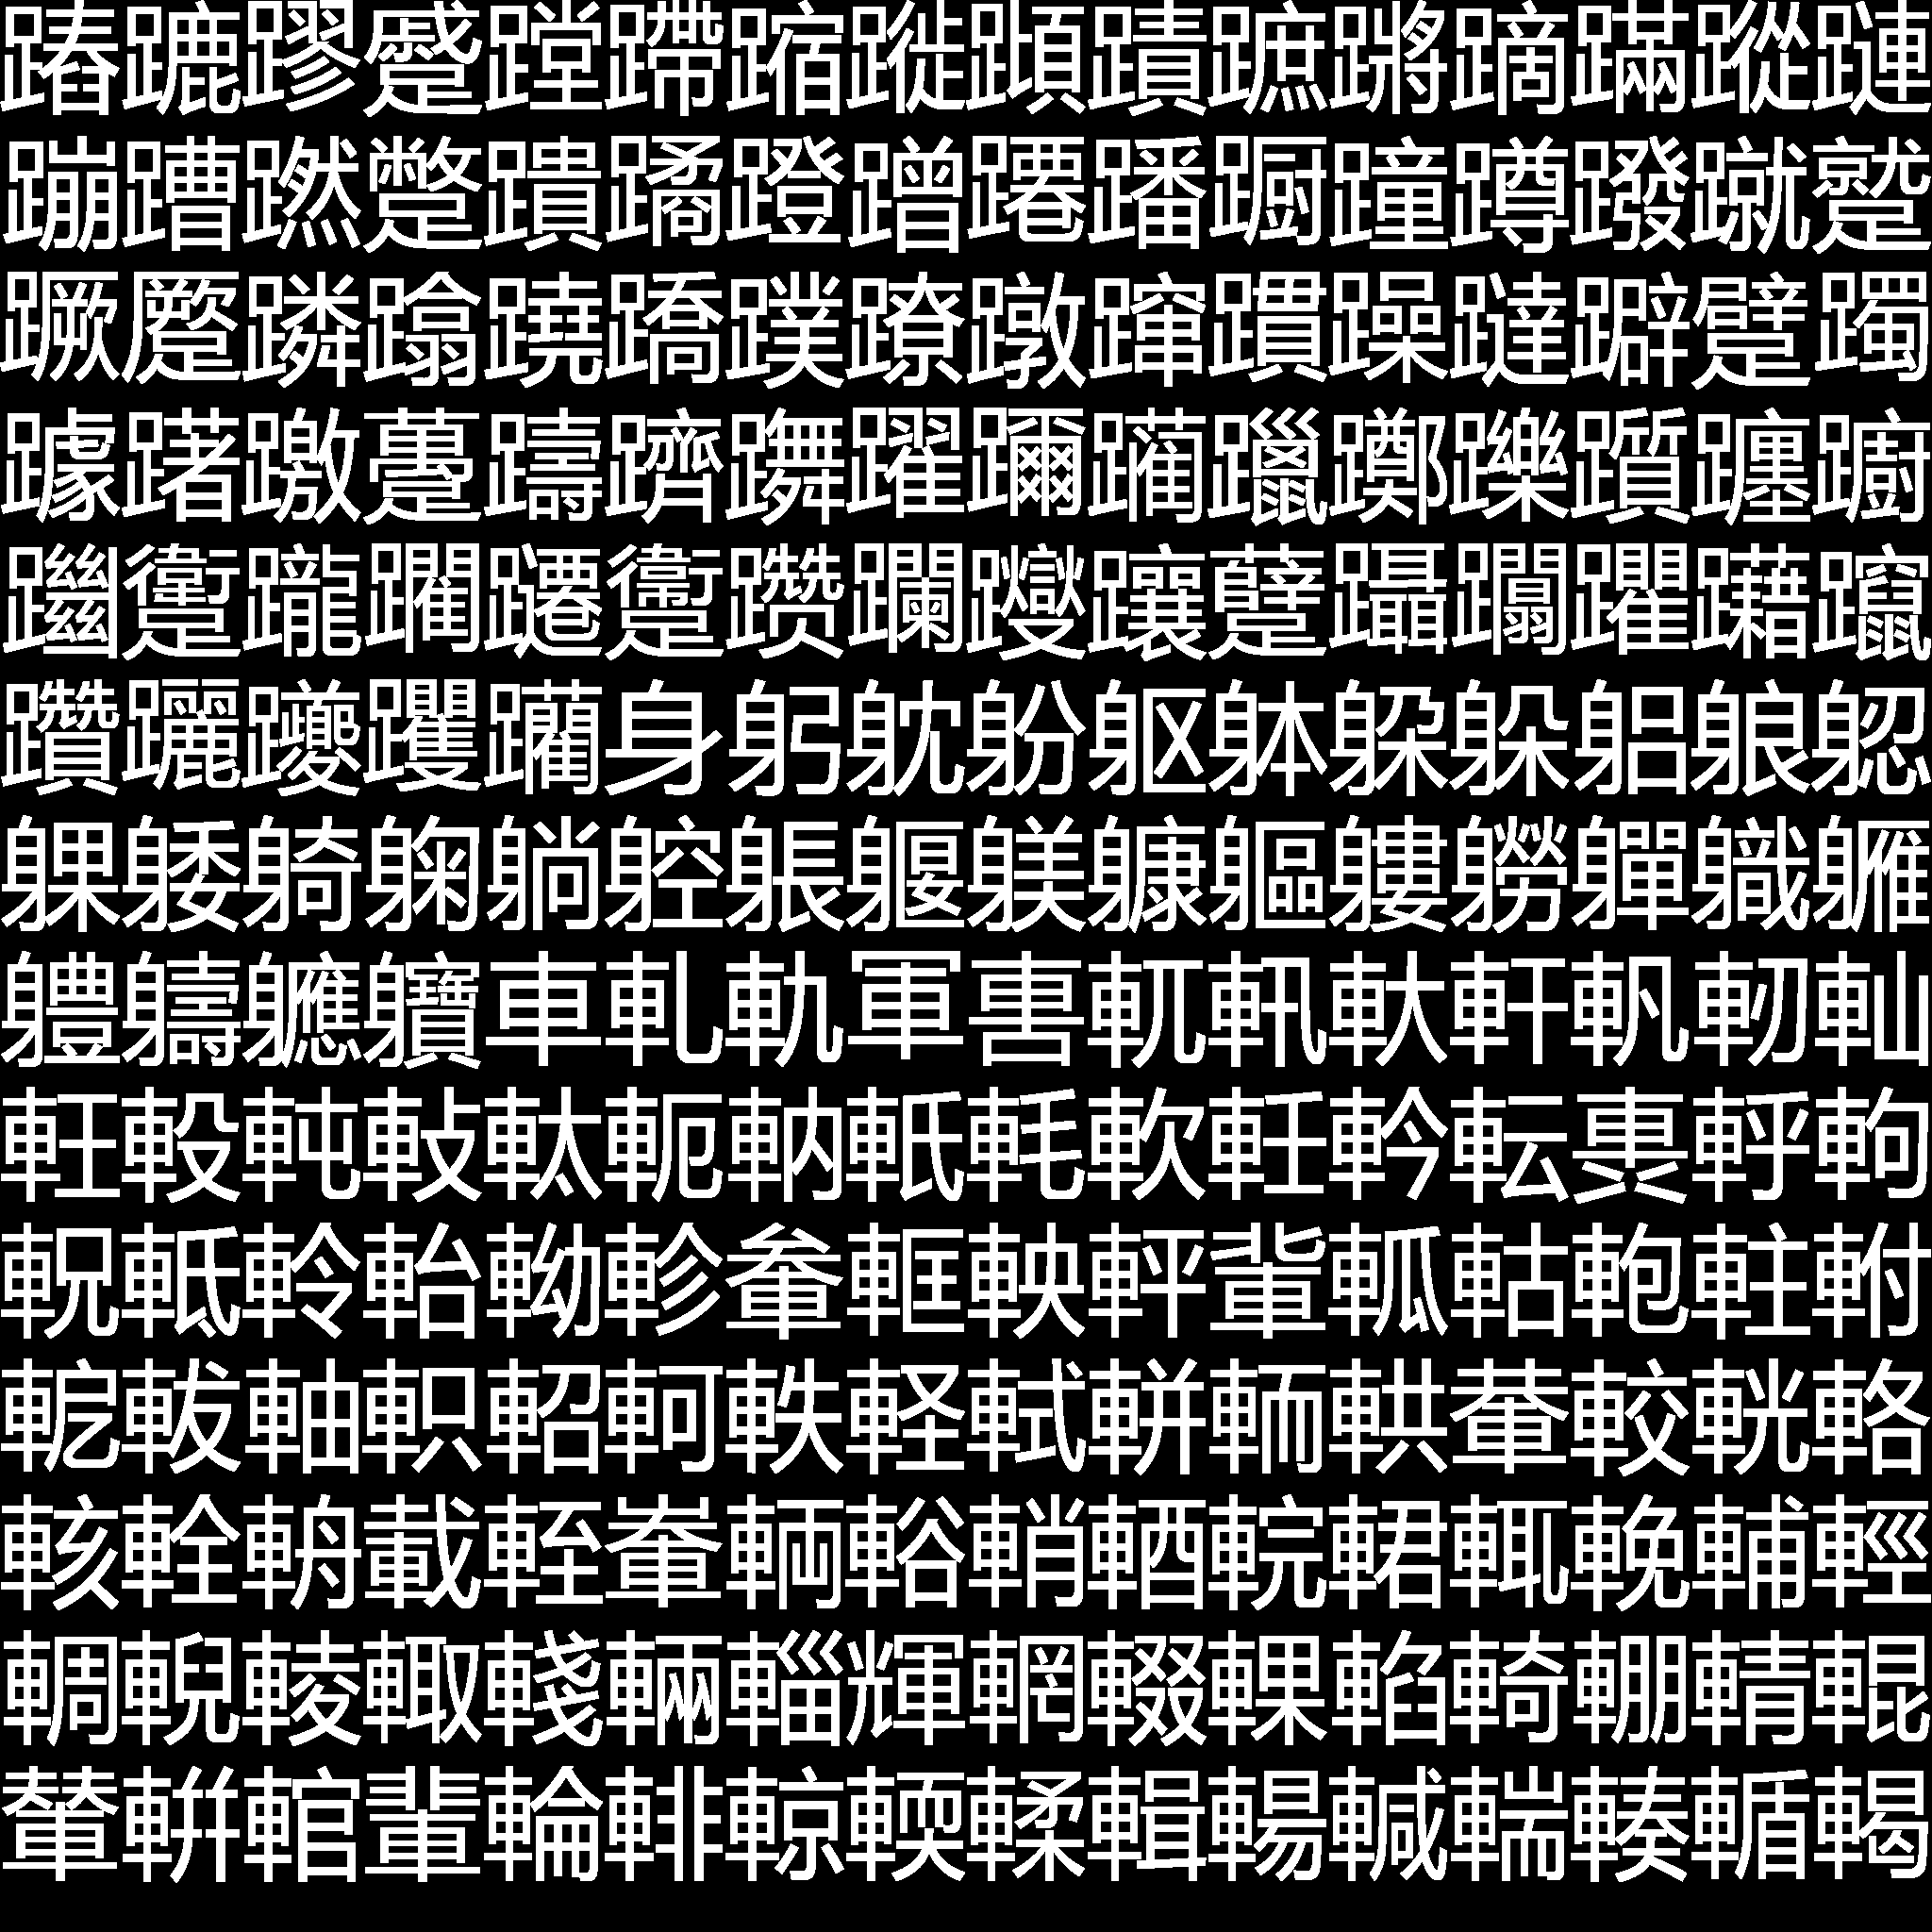 蹖蹗蹘蹙蹚蹛蹜蹝蹞蹟蹠蹡蹢蹣蹤蹥
蹦蹧蹨蹩蹪蹫蹬蹭蹮蹯蹰蹱蹲蹳蹴蹵
蹶蹷蹸蹹蹺蹻蹼蹽蹾蹿躀躁躂躃躄躅
躆躇躈躉躊躋躌躍躎躏躐躑躒躓躔躕
躖躗躘躙躚躛躜躝躞躟躠躡躢躣躤躥
躦躧躨躩躪身躬躭躮躯躰躱躲躳躴躵
躶躷躸躹躺躻躼躽躾躿軀軁軂軃軄軅
軆軇軈軉車軋軌軍軎軏軐軑軒軓軔軕
軖軗軘軙軚軛軜軝軞軟軠軡転軣軤軥
軦軧軨軩軪軫軬軭軮軯軰軱軲軳軴軵
軶軷軸軹軺軻軼軽軾軿輀輁輂較輄輅
輆輇輈載輊輋輌輍輎輏輐輑輒輓輔輕
輖輗輘輙輚輛輜輝輞輟輠輡輢輣輤輥
輦輧輨輩輪輫輬輭輮輯輰輱輲輳輴輵